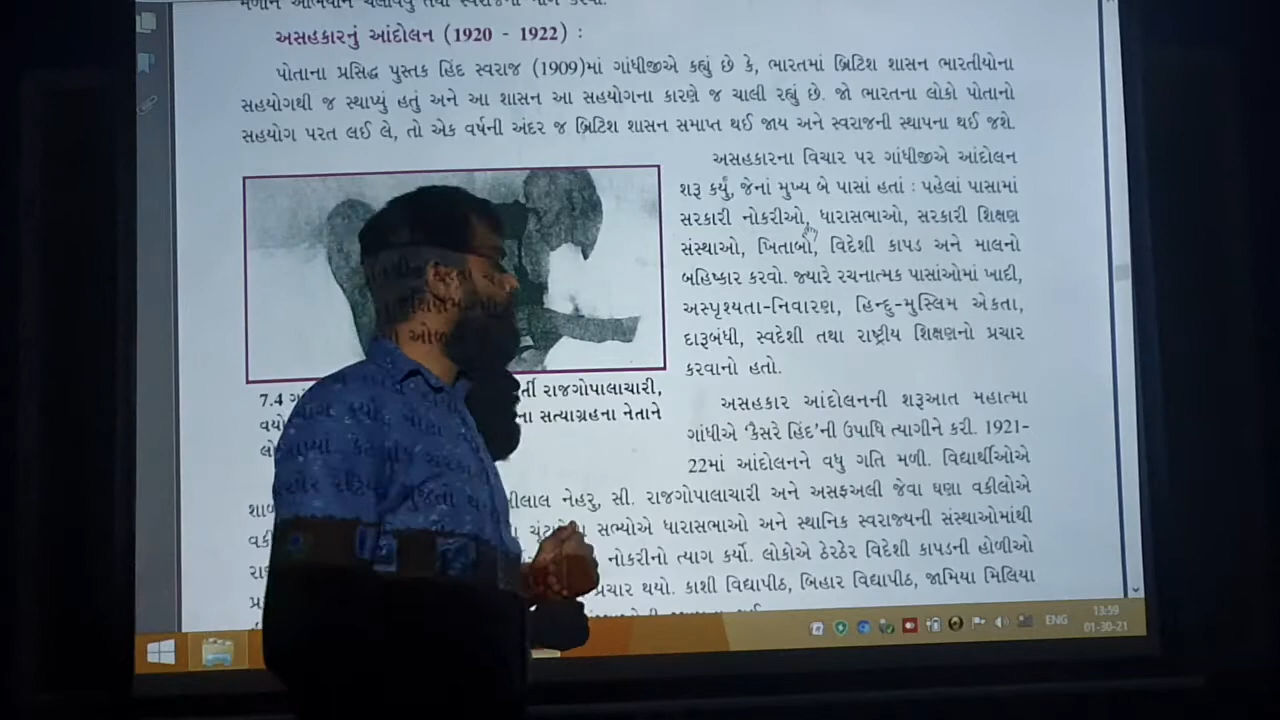 અસહકારનું આંદોલન (1920 - 1922) :
પોતાના પ્રસિદ્ધ પુસ્તક હિંદ સ્વરાજ (1909)માં ગાંધીજીએ કહ્યું છે કે, ભારતમાં બ્રિટિશ શાસન ભારતીયોના
સહયોગથી જ સ્થાપ્યું હતું અને આ શાસન આ સહયોગના કારણે જ ચાલી રહ્યું છે. જો ભારતના લોકો પોતાનો
સહયોગ પરત લઈ લે, તો એક વર્ષની અંદર જ બ્રિટિશ શાસન સમાપ્ત થઈ જાય અને સ્વરાજની સ્થાપના થઈ જશે.
અસહકારના વિચાર પર ગાંધીજીએ આંદોલન
શરૂ કર્યું, જેનાં મુખ્ય બે પાસાં હતાં : પહેલાં પાસામાં
સરકારી નોકરીઓ, ધારાસભાઓ, સરકારી શિક્ષણ
સંસ્થાઓ, ખિતાબો, વિદેશી કાપડ અને માલનો
બહિષ્કાર કરવો. જ્યારે રચનાત્મક પાસાંઓમાં ખાદી,
અસ્પૃશ્યતા-નિવારણ, હિન્દુ-મુસ્લિમ એકતા,
દારૂબંધી, સ્વદેશી તથા રાષ્ટ્રીય શિક્ષણનો પ્રચાર
કરવાનો હતો.
7.4 રાજગોપાલાચારી,
સત્યાગ્રહના નેતાને
અસહકાર આંદોલનની શરૂઆત મહાત્મા
ગાંધીએ ‘કૈસરે હિંદ’ની ઉપાધિ ત્યાગીને કરી. 1921-
22માં આંદોલનને વધુ ગતિ મળી. વિદ્યાર્થીઓએ
નેહરુ, સી. રાજગોપાલાચારી અને અસફઅલી જેવા ઘણા વકીલોએ
સભ્યોએ ધારાસભાઓ અને સ્થાનિક સ્વરાજ્યની સંસ્થાઓમાંથી
નોકરીનો ત્યાગ કર્યો. લોકોએ ઠેરઠેર વિદેશી કાપડની હોળીઓ
પ્રચાર થયો. કાશી વિદ્યાપીઠ, બિહાર વિદ્યાપીઠ, જામિયા મિલિયા
ENG
13:59
01-30-21